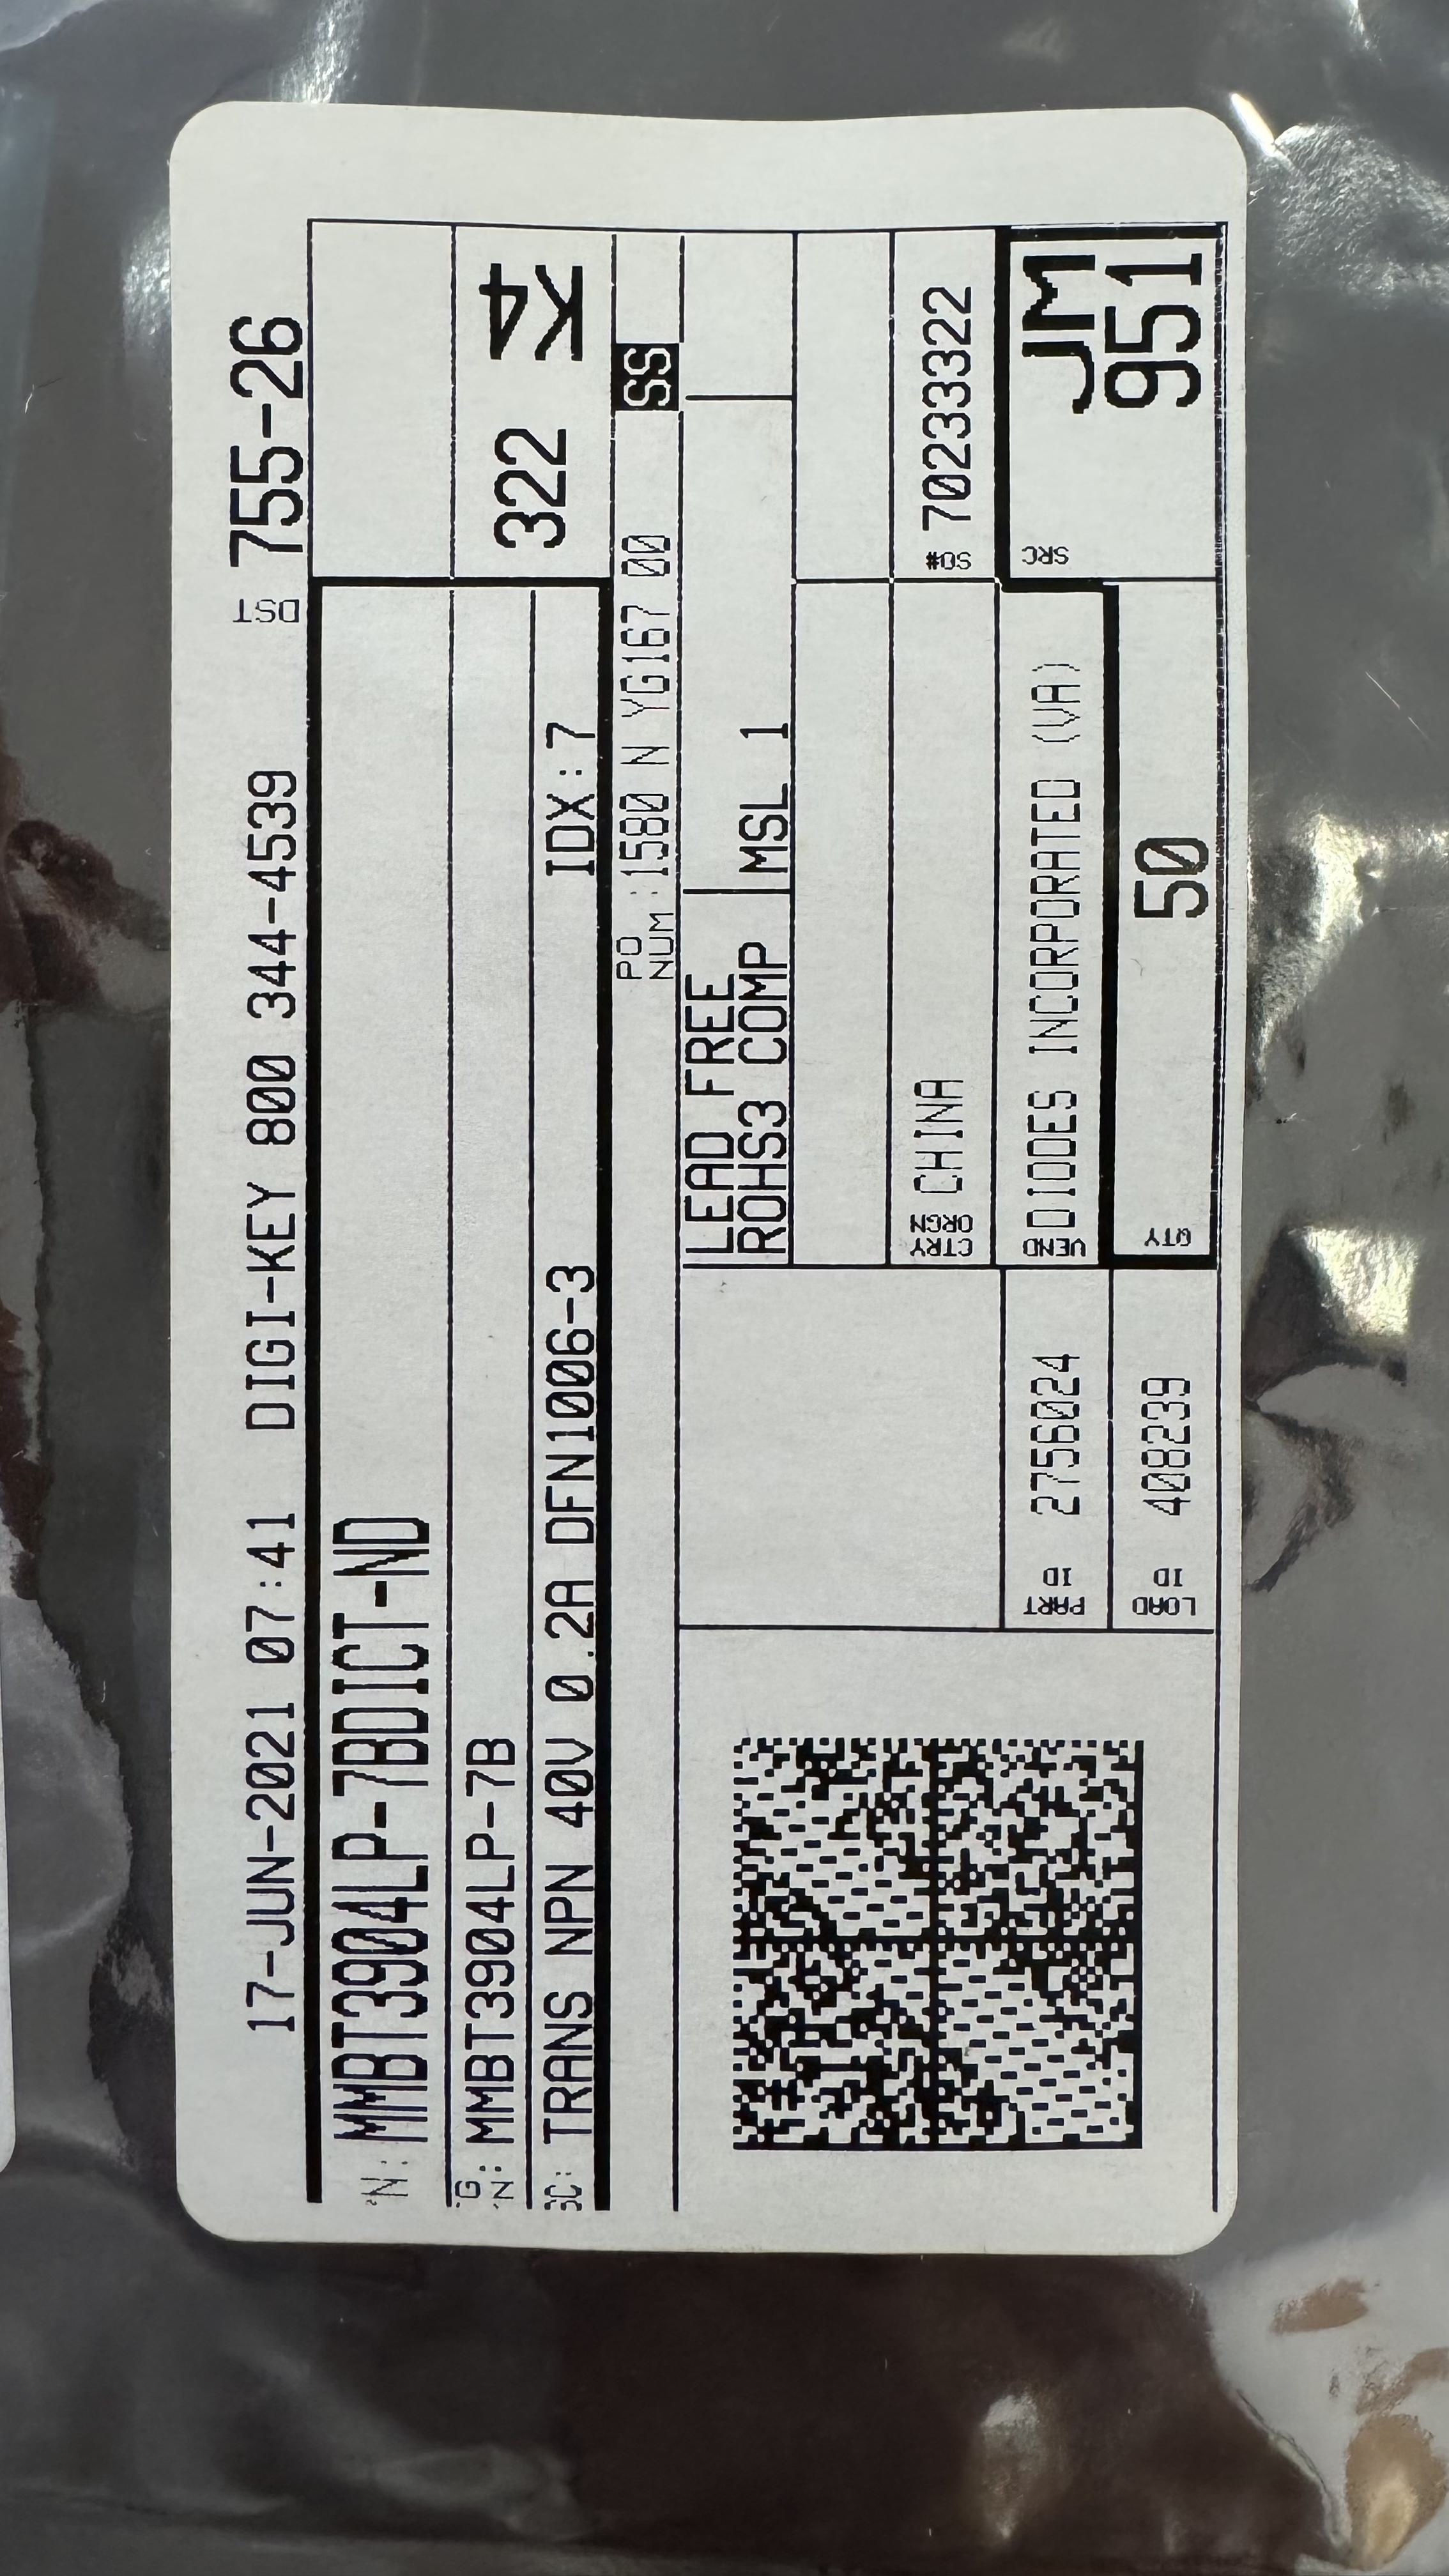 17-JUN-2021 07:41 DIGI-KEY 800 344-4539 DST 755-26
N: MMBT3904LP-7BDICT-ND
G
N: MMBT3904LP-7B 322 K4
SC: TRANS NPN 40V 0.2A DFN1006-3 IDX:7
PO
NUM :1580 N YG167 00 SS
LEAD FREE
ROHS3 COMP MSL 1
CTRY
ORGN CHINA SO# 70233322
PART
ID 2756024 VEND DIODES INCORPORATED (VA) SRC JM
951
LOAD
ID 408239 QTY 50